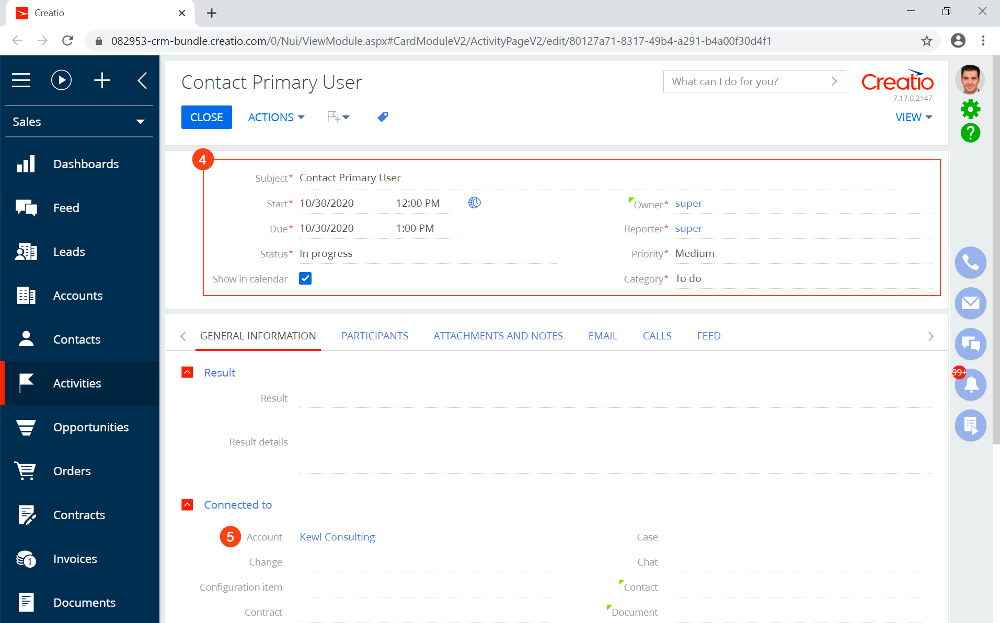 Creatio
082953-crm-bundle.creatio.com/0/Nui/ViewModule.aspx#CardModuleV2/ActivityPageV2/edit/80127a71-8317-49b4-a291-b4a00f30d4f1
Sales
Dashboards
Feed
Leads
Accounts
Contacts
Activities
Opportunities
Orders
Contracts
1
Invoices
Documents
Contact Primary User
What can I do for you?
Creatio
7.17.0.2147
CLOSE
ACTIONS
VIEW
?
4
Subject* Contact Primary User
Start* 10/30/2020 12:00 PM
Owner* super
Due* 10/30/2020 1:00 PM
Reporter* super
Status* In progress
Priority* Medium
Show in calendar
Category* To do
GENERAL INFORMATION PARTICIPANTS ATTACHMENTS AND NOTES EMAIL CALLS FEED
99+
Result
Result
Result details
Connected to
5 Account Kewl Consulting
Case
Change
Chat
Configuration item
Contact
Contract
Document